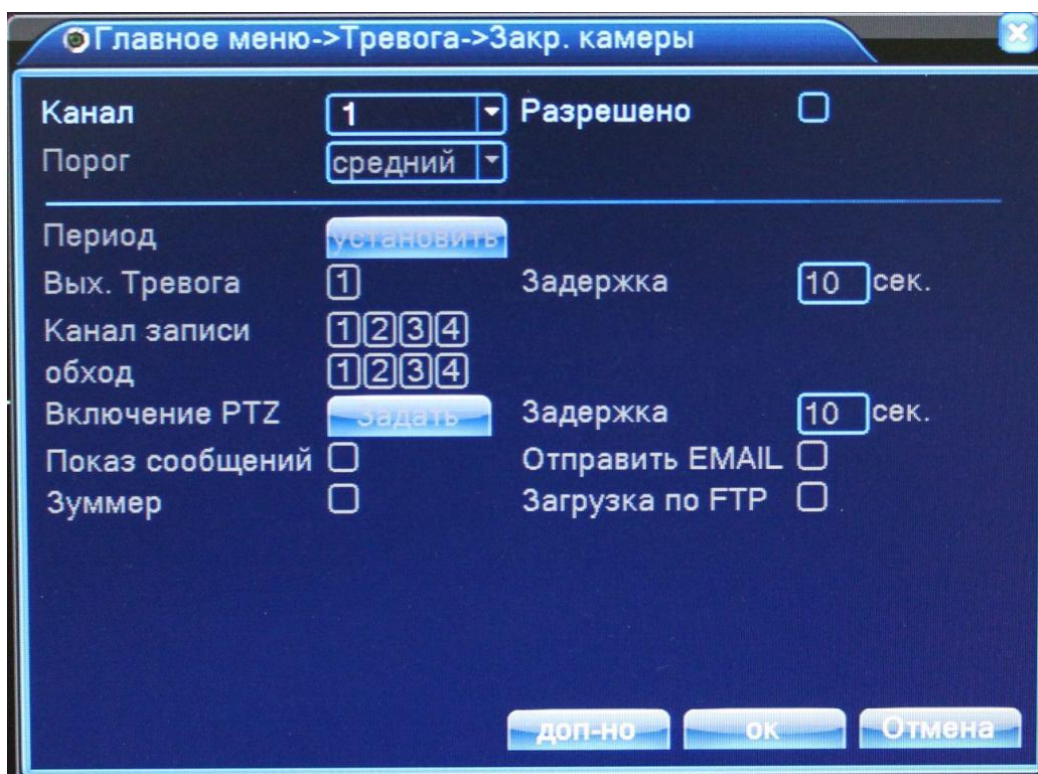 Главное меню->Тревога->Закр. камеры
Канал 1 Разрешено
Порог средний
Период установить
Вых. Тревога 1 Задержка 10 сек.
Канал записи 1 2 3 4
обход 1 2 3 4
Включение PTZ Задать Задержка 10 сек.
Показ сообщений Отправить EMAIL
Зуммер Загрузка по FTP
доп-но ок Отмена